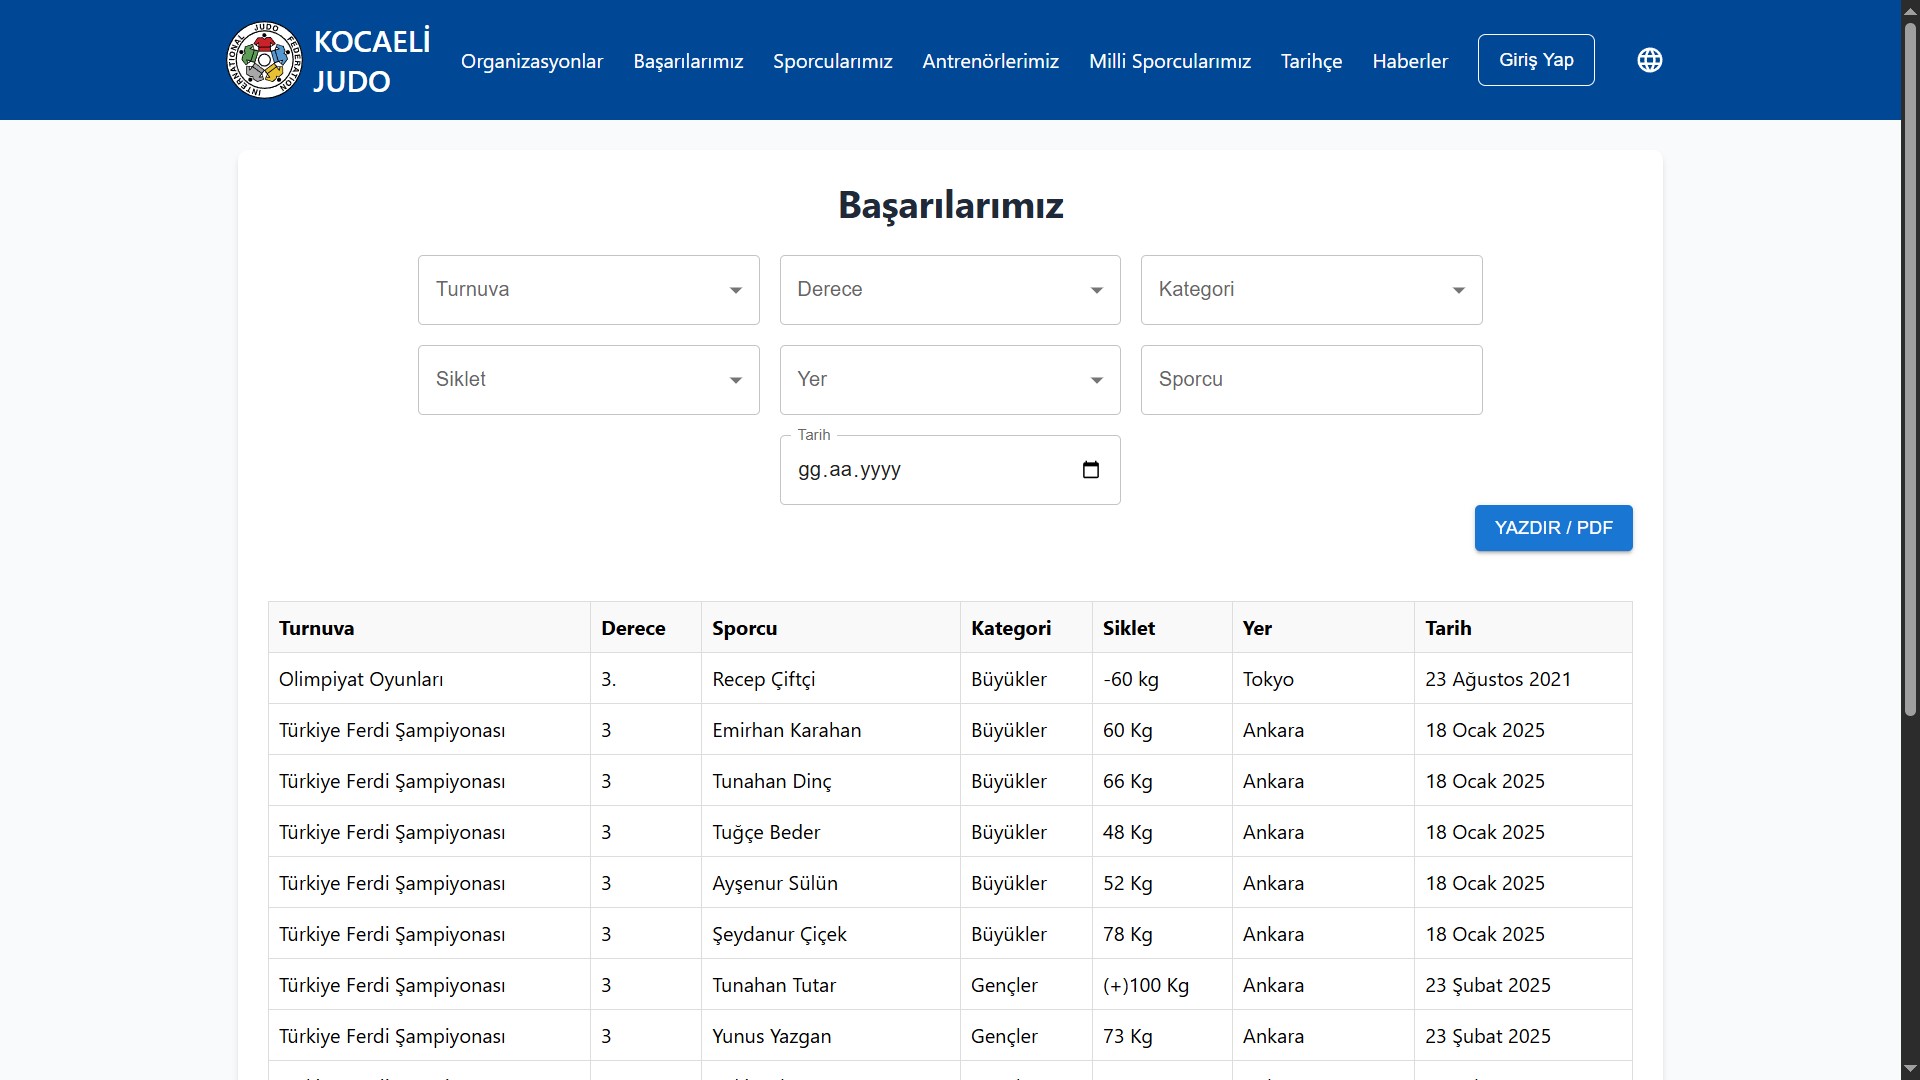 INTERNATIONAL JUDO FEDERATION
KOCAELİ
JUDO
Organizasyonlar Başarılarımız Sporcularımız Antrenörlerimiz Milli Sporcularımız Tarihçe Haberler Giriş Yap
Başarılarımız
Turnuva Derece Kategori
Siklet Yer Sporcu
Tarih
gg.aa.yyyy
YAZDIR / PDF
Turnuva Derece Sporcu Kategori Siklet Yer Tarih
Olimpiyat Oyunları 3. Recep Çiftçi Büyükler -60 kg Tokyo 23 Ağustos 2021
Türkiye Ferdi Şampiyonası 3 Emirhan Karahan Büyükler 60 Kg Ankara 18 Ocak 2025
Türkiye Ferdi Şampiyonası 3 Tunahan Dinç Büyükler 66 Kg Ankara 18 Ocak 2025
Türkiye Ferdi Şampiyonası 3 Tuğçe Beder Büyükler 48 Kg Ankara 18 Ocak 2025
Türkiye Ferdi Şampiyonası 3 Ayşenur Sülün Büyükler 52 Kg Ankara 18 Ocak 2025
Türkiye Ferdi Şampiyonası 3 Şeydanur Çiçek Büyükler 78 Kg Ankara 18 Ocak 2025
Türkiye Ferdi Şampiyonası 3 Tunahan Tutar Gençler (+)100 Kg Ankara 23 Şubat 2025
Türkiye Ferdi Şampiyonası 3 Yunus Yazgan Gençler 73 Kg Ankara 23 Şubat 2025